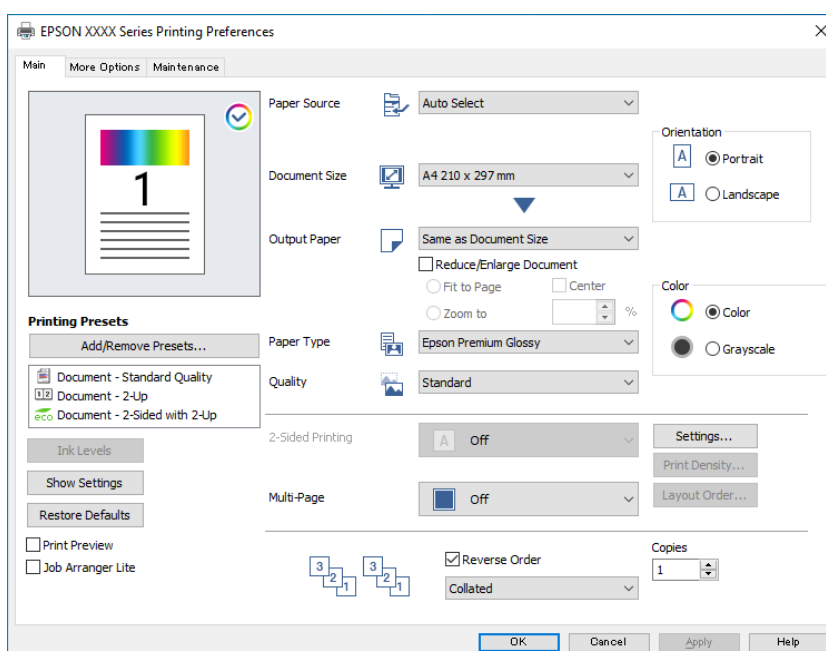 EPSON XXXX Series Printing Preferences
Main
More Options
Maintenance
1
Printing Presets
Add/Remove Presets...
Document - Standard Quality
1 2 Document - 2-Up
eco Document - 2-Sided with 2-Up
Ink Levels
Show Settings
Restore Defaults
Print Preview
Job Arranger Lite
Paper Source
Auto Select
Document Size
A4 210 x 297 mm
Output Paper
Same as Document Size
Reduce/Enlarge Document
Fit to Page
Center
Zoom to
%
Paper Type
Epson Premium Glossy
Quality
Standard
Orientation
A
Portrait
A
Landscape
Color
Color
Grayscale
2-Sided Printing
A
Off
Settings...
Print Density...
Multi-Page
Off
Layout Order...
3 2 1
3 2 1
Reverse Order
Collated
Copies
1
OK
Cancel
Apply
Help